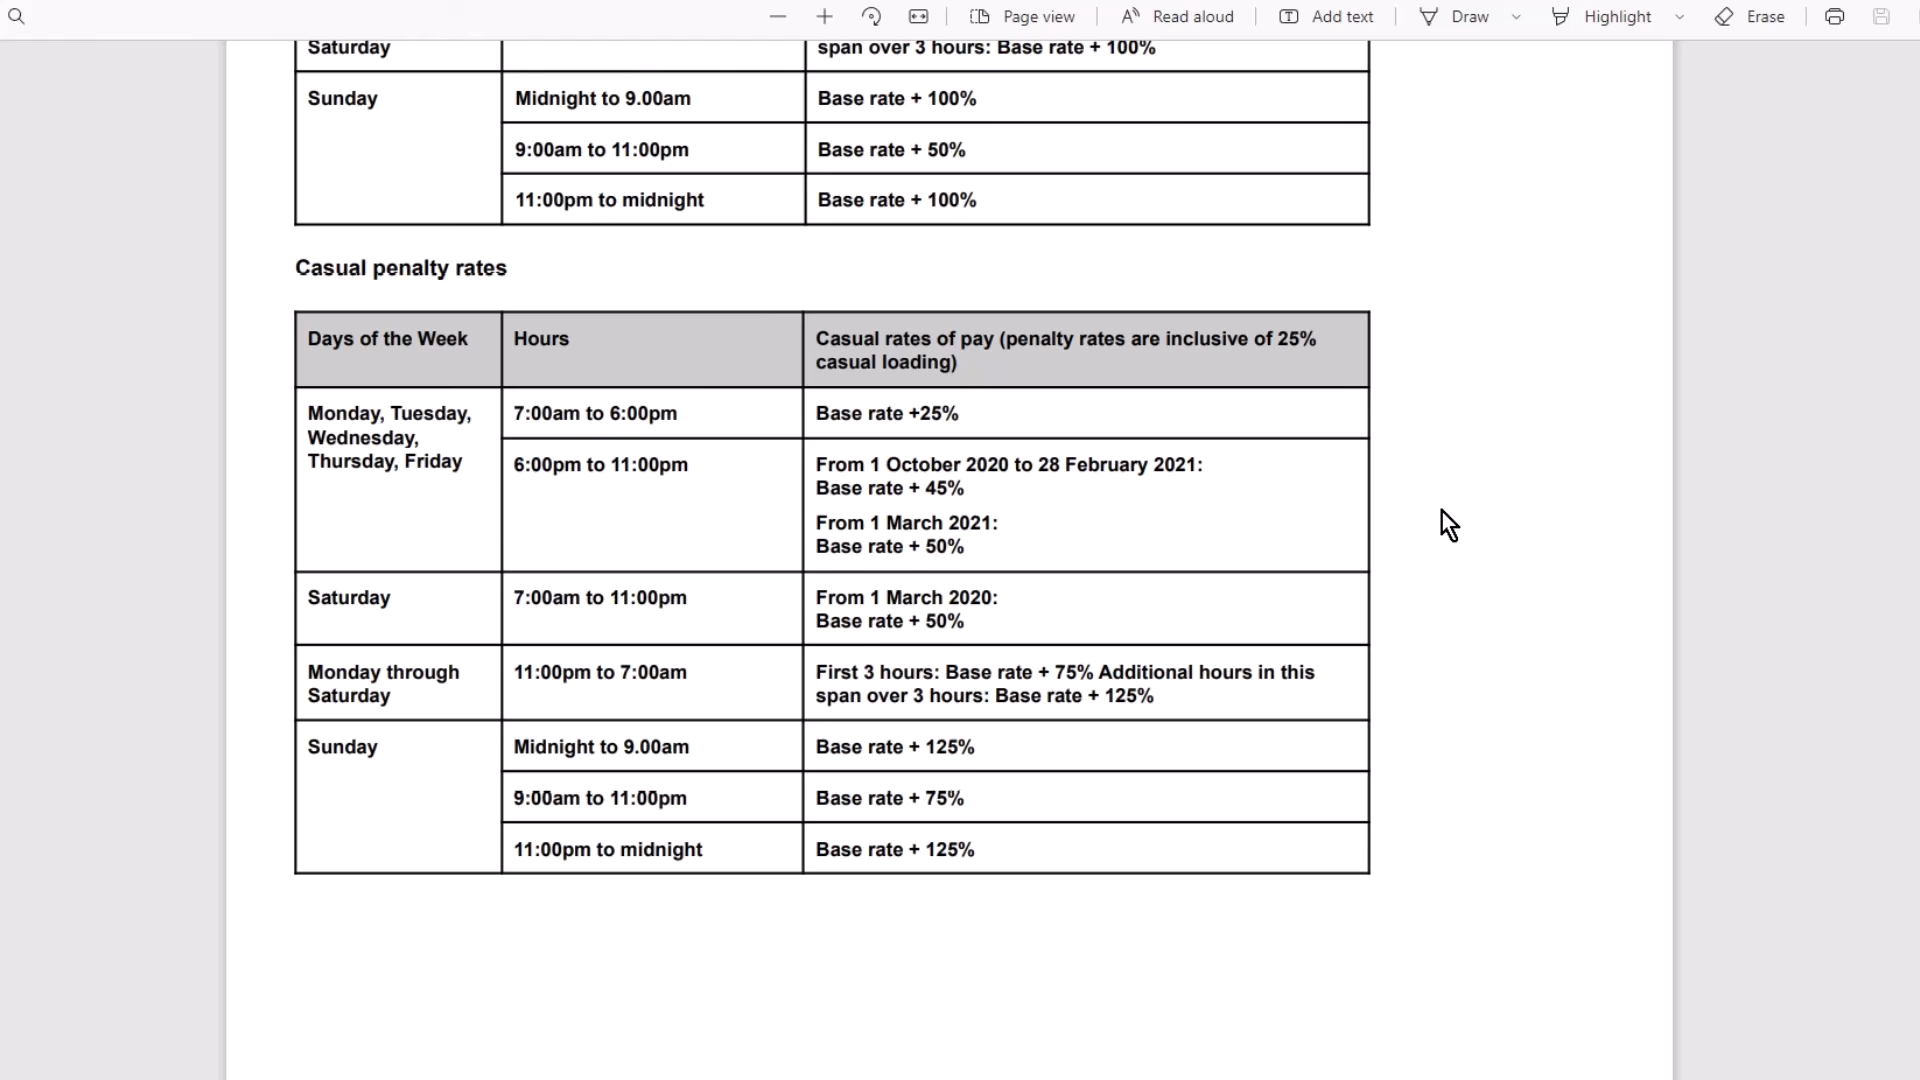 Page view
Read aloud
Add text
Draw
Highlight
Erase
Saturday
span over 3 hours: Base rate + 100%
Sunday
Midnight to 9.00am
Base rate + 100%
9:00am to 11:00pm
Base rate + 50%
11:00pm to midnight
Base rate + 100%
Casual penalty rates
Days of the Week
Hours
Casual rates of pay (penalty rates are inclusive of 25%
casual loading)
Monday, Tuesday,
Wednesday,
Thursday, Friday
7:00am to 6:00pm
Base rate +25%
6:00pm to 11:00pm
From 1 October 2020 to 28 February 2021:
Base rate + 45%
From 1 March 2021:
Base rate + 50%
Saturday
7:00am to 11:00pm
From 1 March 2020:
Base rate + 50%
Monday through
Saturday
11:00pm to 7:00am
First 3 hours: Base rate + 75% Additional hours in this
span over 3 hours: Base rate + 125%
Sunday
Midnight to 9.00am
Base rate + 125%
9:00am to 11:00pm
Base rate + 75%
11:00pm to midnight
Base rate + 125%